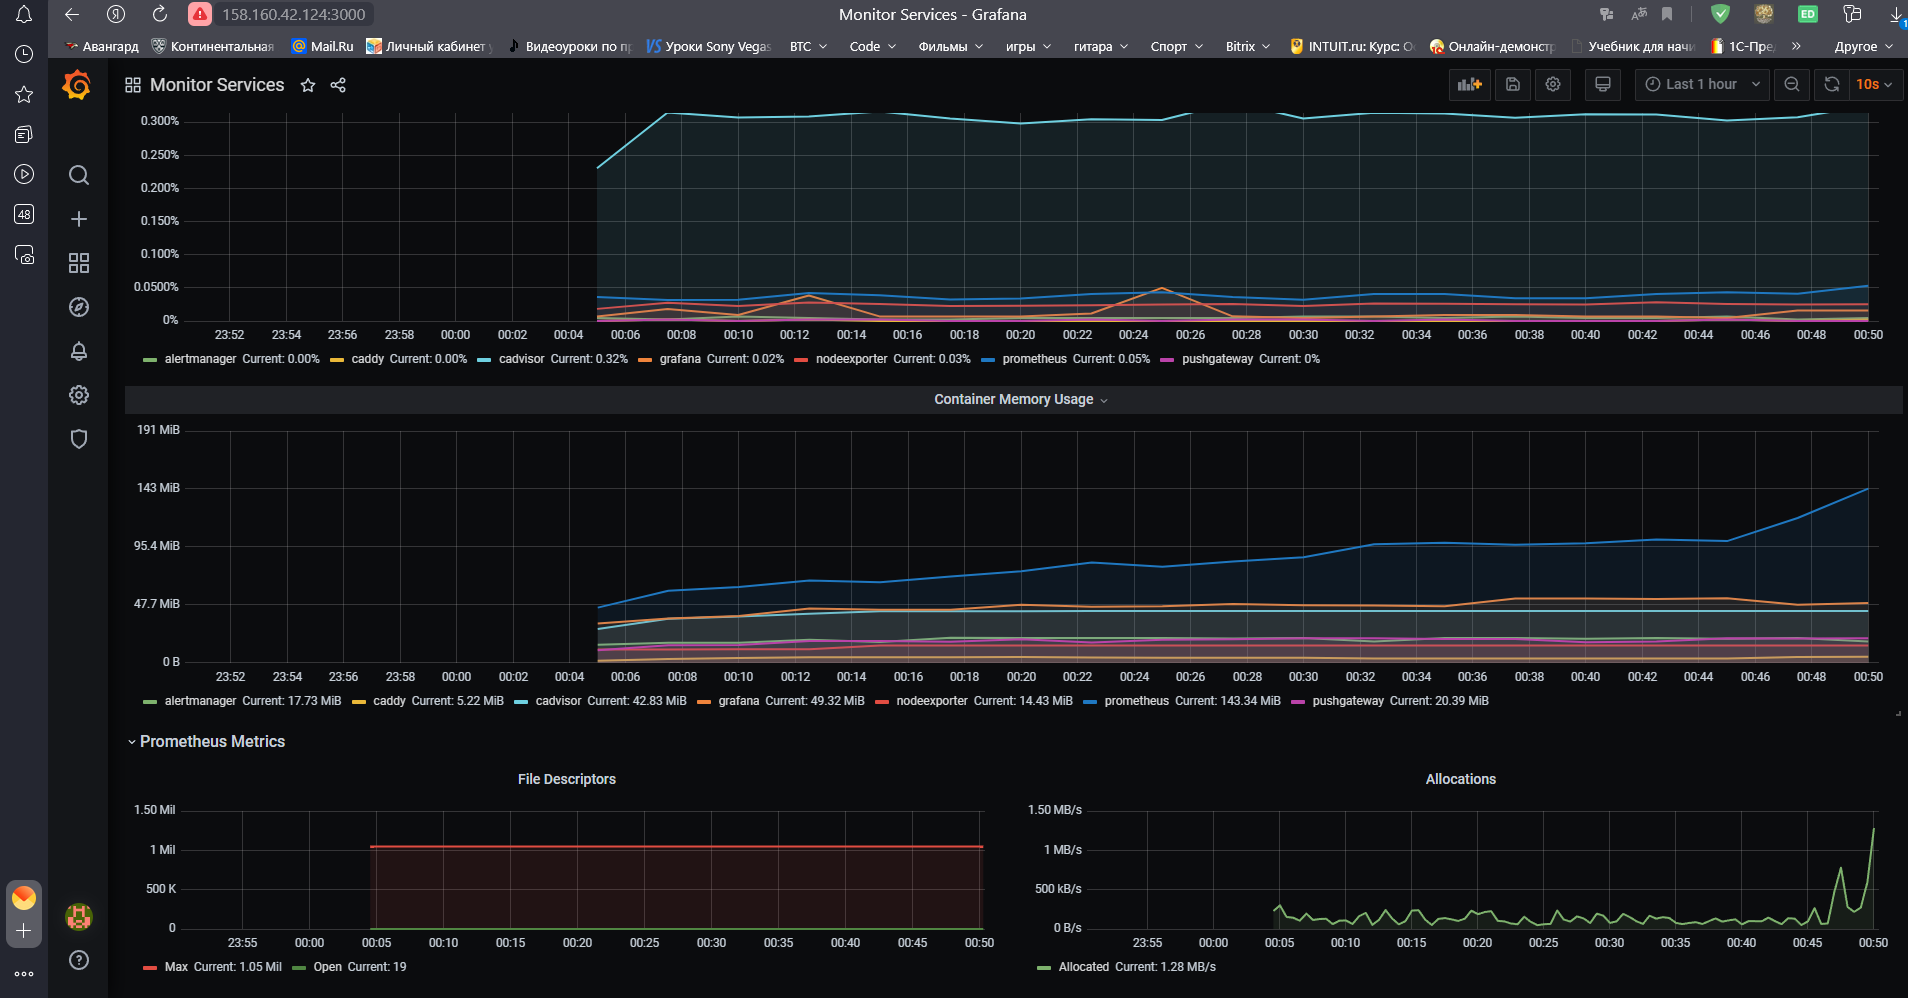 158.160.42.124:3000
Monitor Services - Grafana
ED
1
Авангард
Континентальная
Mail.Ru
Личный кабинет
Видеоуроки по пр
VS Уроки Sony Vegas
BTC
Code
Фильмы
игры
гитара
Спорт
Bitrix
INTUIT.ru: Курс: Ос
Онлайн-демонстр
Учебник для начи
1С-Пре
»
Другое
48
Monitor Services
Last 1 hour
10s
0.300%
0.250%
0.200%
0.150%
0.100%
0.0500%
0%
23:52 23:54 23:56 23:58 00:00 00:02 00:04 00:06 00:08 00:10 00:12 00:14 00:16 00:18 00:20 00:22 00:24 00:26 00:28 00:30 00:32 00:34 00:36 00:38 00:40 00:42 00:44 00:46 00:48 00:50
alertmanager Current: 0.00% caddy Current: 0.00% cadvisor Current: 0.32% grafana Current: 0.02% nodeexporter Current: 0.03% prometheus Current: 0.05% pushgateway Current: 0%
Container Memory Usage
191 MiB
143 MiB
95.4 MiB
47.7 MiB
0 B
23:52 23:54 23:56 23:58 00:00 00:02 00:04 00:06 00:08 00:10 00:12 00:14 00:16 00:18 00:20 00:22 00:24 00:26 00:28 00:30 00:32 00:34 00:36 00:38 00:40 00:42 00:44 00:46 00:48 00:50
alertmanager Current: 17.73 MiB caddy Current: 5.22 MiB cadvisor Current: 42.83 MiB grafana Current: 49.32 MiB nodeexporter Current: 14.43 MiB prometheus Current: 143.34 MiB pushgateway Current: 20.39 MiB
Prometheus Metrics
File Descriptors
1.50 Mil
1 Mil
500 K
0
23:55 00:00 00:05 00:10 00:15 00:20 00:25 00:30 00:35 00:40 00:45 00:50
Max Current: 1.05 Mil Open Current: 19
Allocations
1.50 MB/s
1 MB/s
500 kB/s
0 B/s
23:55 00:00 00:05 00:10 00:15 00:20 00:25 00:30 00:35 00:40 00:45 00:50
Allocated Current: 1.28 MB/s